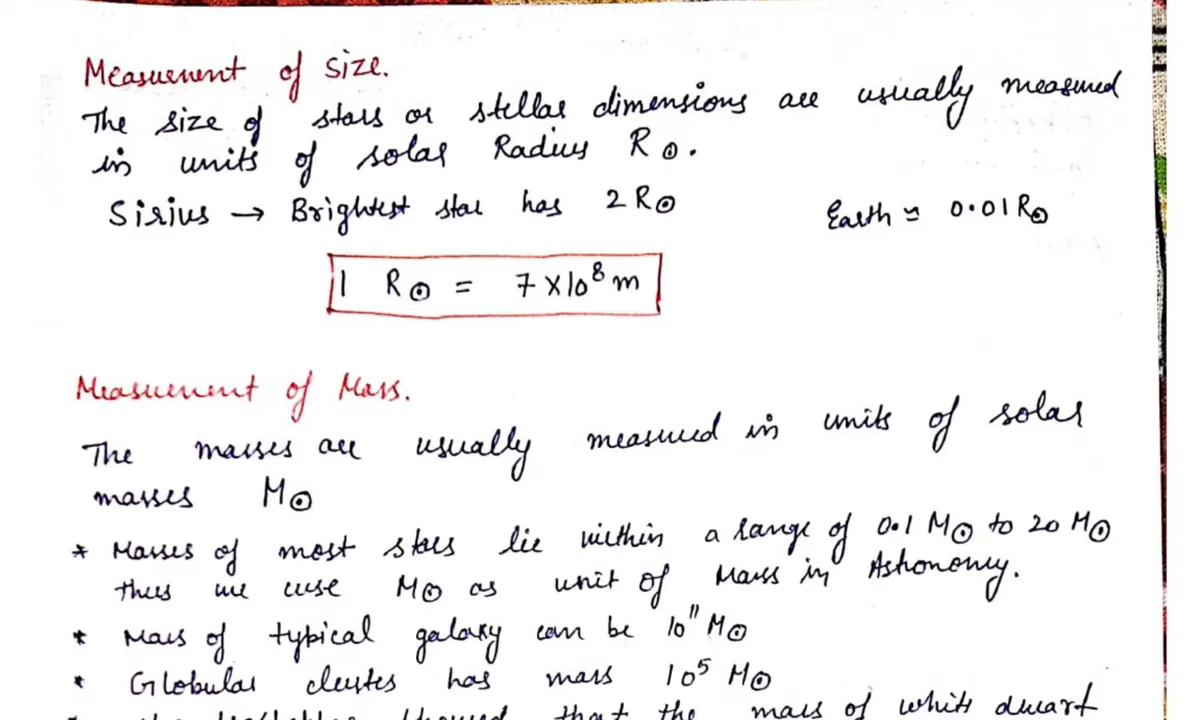 Measurement of size.
The size of stars or stellar dimensions are usually measured
in units of solar Radius R⊙.
Sirius → Brightest star has 2 R⊙
Earth ≃ 0.01 R⊙
1 R⊙ = 7 × 10⁸ m
Measurement of Mass.
The masses are usually measured in units of solar
masses M⊙
* Masses of most stars lie within a range of 0.1 M⊙ to 20 M⊙
thus we use M⊙ as unit of Mass in Astronomy.
* Mass of typical galaxy can be 10¹¹ M⊙
* Globular cluster has mass 10⁵ M⊙
that the mass of white dwarf